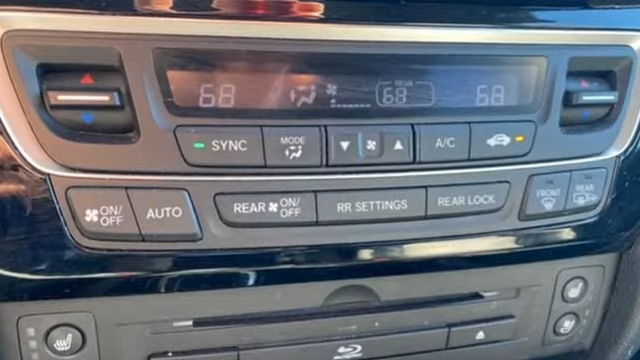 68 REAR 68 68
SYNC MODE A/C
ON/OFF AUTO REAR ON/OFF RR SETTINGS REAR LOCK FRONT REAR